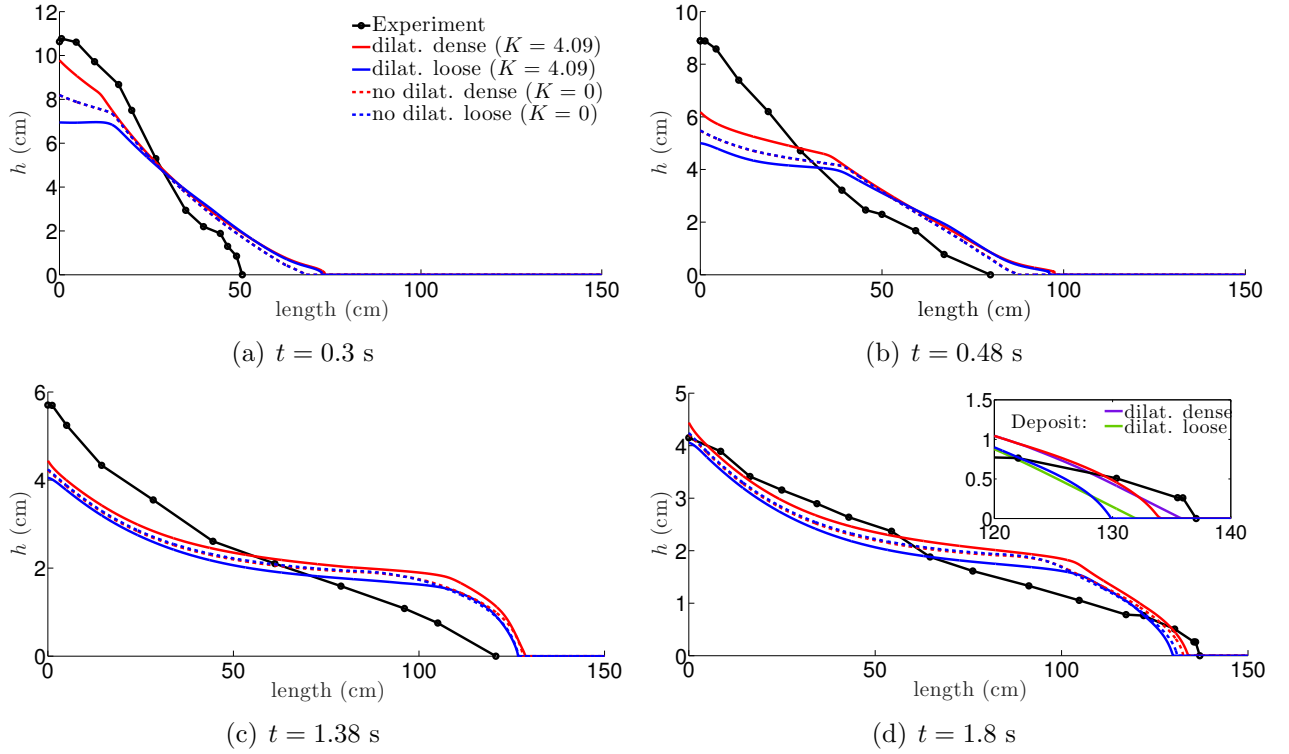 12
10
8
6
4
2
0
h (cm)
0
50
100
150
length (cm)
Experiment
dilat. dense (K = 4.09)
dilat. loose (K = 4.09)
no dilat. dense (K = 0)
no dilat. loose (K = 0)
(a) t = 0.3 s
10
8
6
4
2
0
h (cm)
0
50
100
150
length (cm)
(b) t = 0.48 s
6
4
2
0
h (cm)
0
50
100
150
length (cm)
(c) t = 1.38 s
5
4
3
2
1
0
h (cm)
0
50
100
150
length (cm)
1.5
1
0.5
0
120
130
140
Deposit:
dilat. dense
dilat. loose
(d) t = 1.8 s